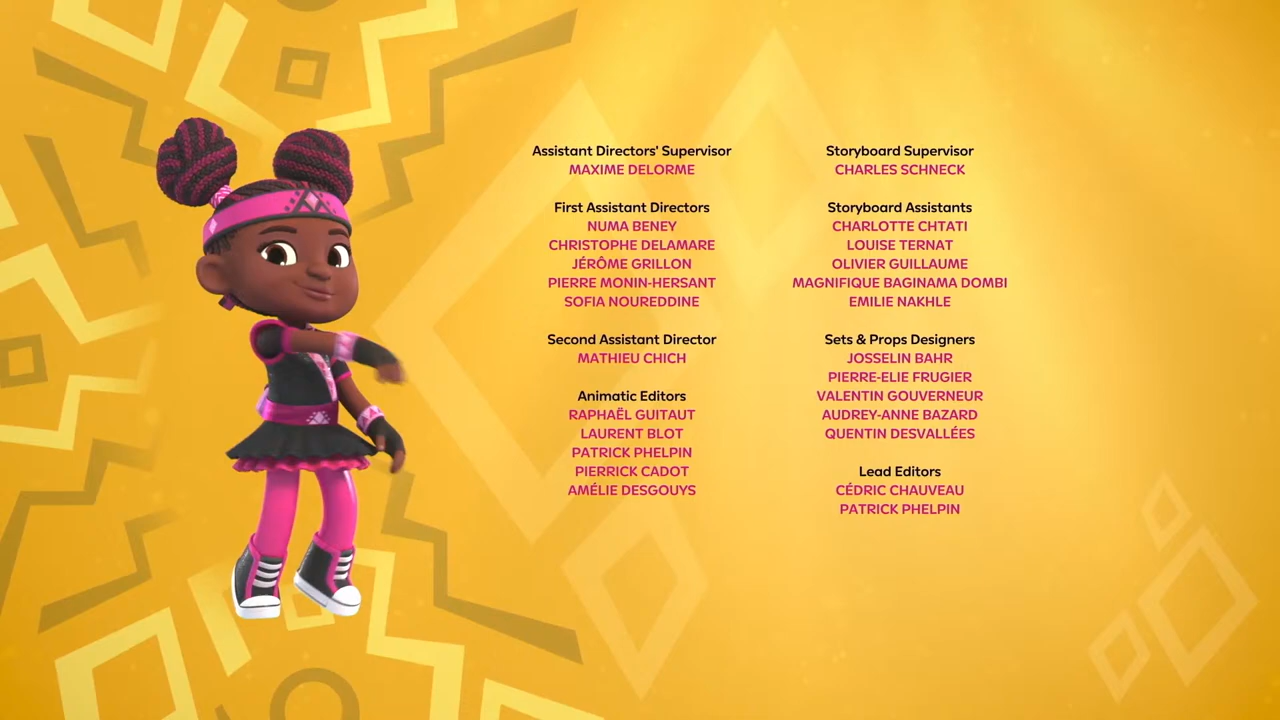 Assistant Directors' Supervisor
MAXIME DELORME
First Assistant Directors
NUMA BENEY
CHRISTOPHE DELAMARE
JÉRÔME GRILLON
PIERRE MONIN-HERSANT
SOFIA NOUREDDINE
Second Assistant Director
MATHIEU CHICH
Animatic Editors
RAPHAËL GUITAUT
LAURENT BLOT
PATRICK PHELPIN
PIERRICK CADOT
AMÉLIE DESGOUYS
Storyboard Supervisor
CHARLES SCHNECK
Storyboard Assistants
CHARLOTTE CHTATI
LOUISE TERNAT
OLIVIER GUILLAUME
MAGNIFIQUE BAGINAMA DOMBI
EMILIE NAKHLE
Sets & Props Designers
JOSSELIN BAHR
PIERRE-ELIE FRUGIER
VALENTIN GOUVERNEUR
AUDREY-ANNE BAZARD
QUENTIN DESVALLÉES
Lead Editors
CÉDRIC CHAUVEAU
PATRICK PHELPIN